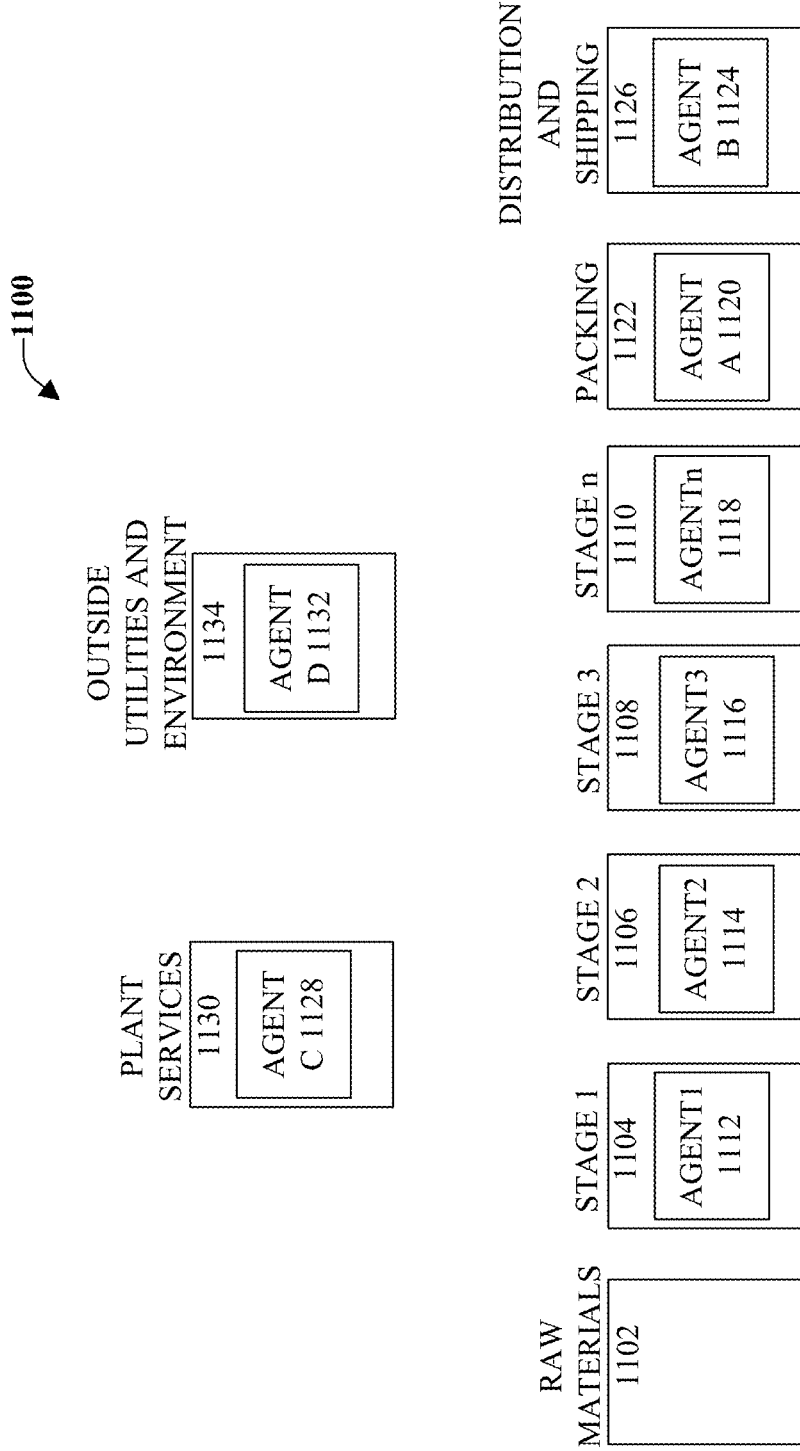 1100
PLANT
SERVICES
1130
AGENT
C 1128
OUTSIDE
UTILITIES AND
ENVIRONMENT
1134
AGENT
D 1132
RAW
MATERIALS
1102
STAGE 1
1104
AGENT1
1112
STAGE 2
1106
AGENT2
1114
STAGE 3
1108
AGENT3
1116
STAGE n
1110
AGENTn
1118
PACKING
1122
AGENT
A 1120
DISTRIBUTION
AND
SHIPPING
1126
AGENT
B 1124